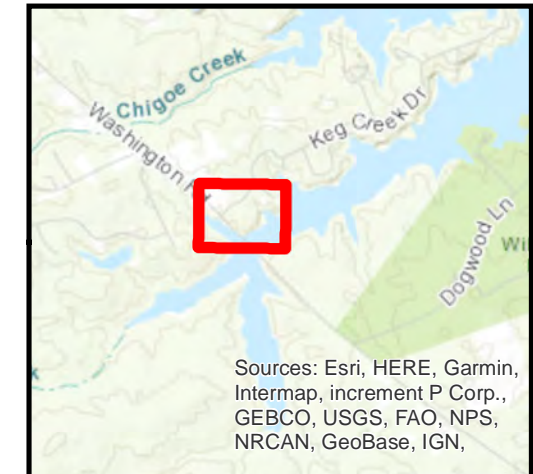 Chigoe Creek
Washington R
Keg Creek Dr
Dogwood Ln
Wi
k
Sources: Esri, HERE, Garmin,
Intermap, increment P Corp.,
GEBCO, USGS, FAO, NPS,
NRCAN, GeoBase, IGN,